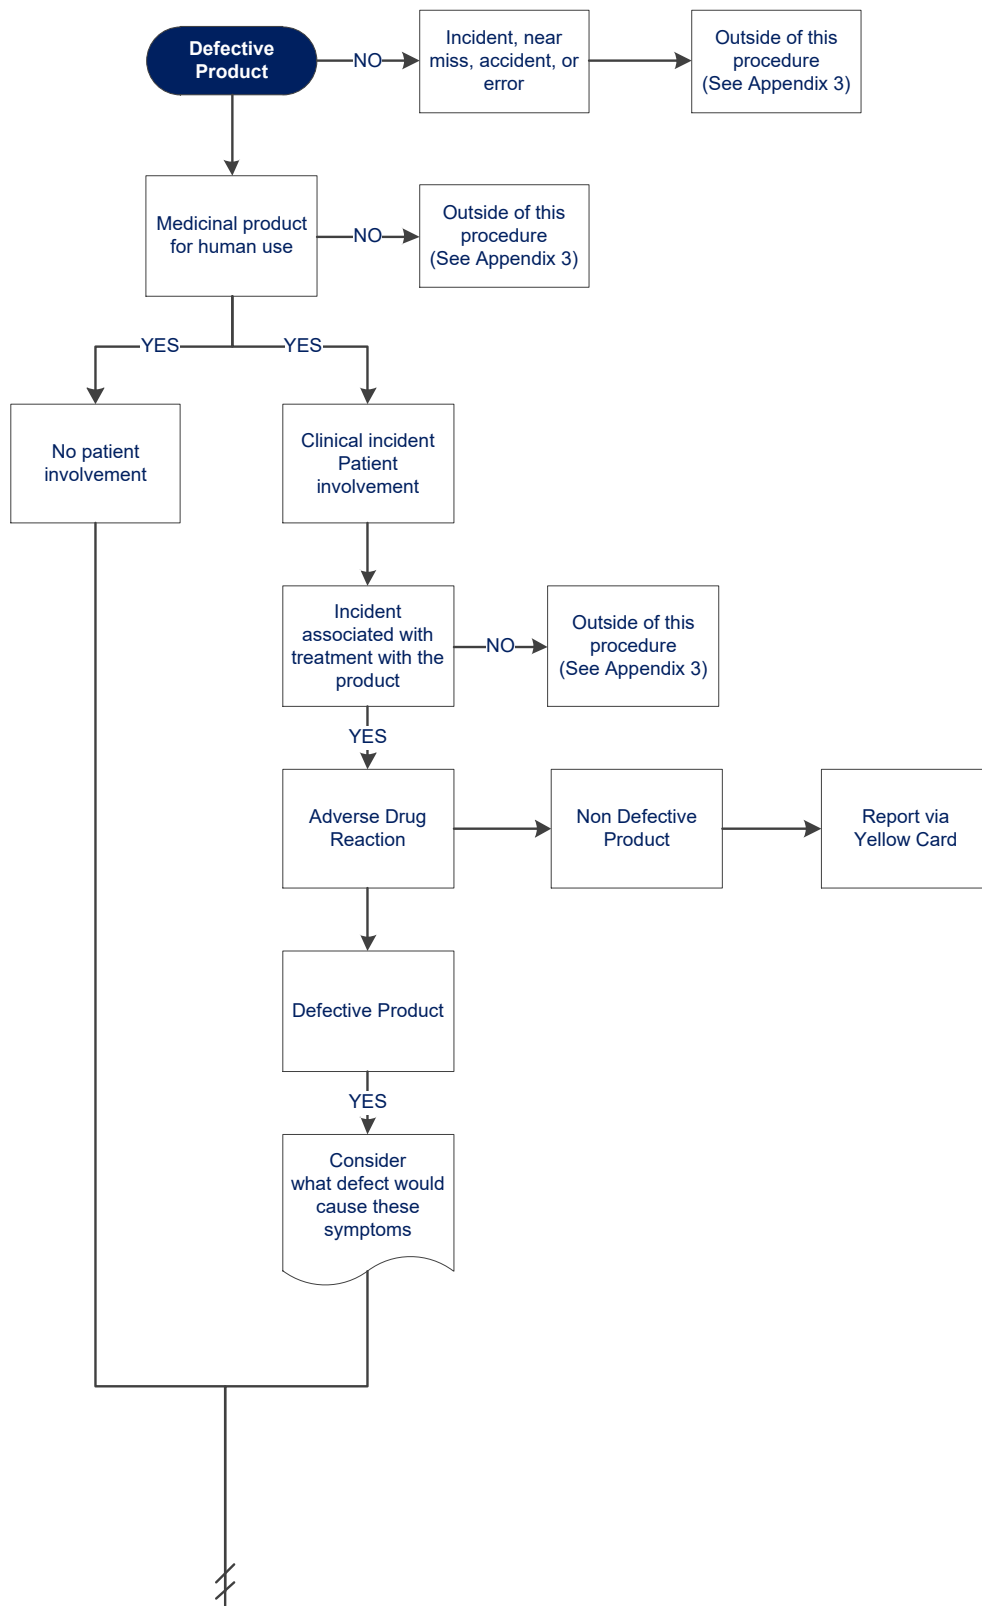 Defective
Product
NO
Incident, near
miss, accident, or
error
Outside of this
procedure
(See Appendix 3)
Medicinal product
for human use
NO
Outside of this
procedure
(See Appendix 3)
YES
YES
No patient
involvement
Clinical incident
Patient
involvement
Incident
associated with
treatment with the
product
NO
Outside of this
procedure
(See Appendix 3)
YES
Adverse Drug
Reaction
Non Defective
Product
Report via
Yellow Card
Defective Product
YES
Consider
what defect would
cause these
symptoms